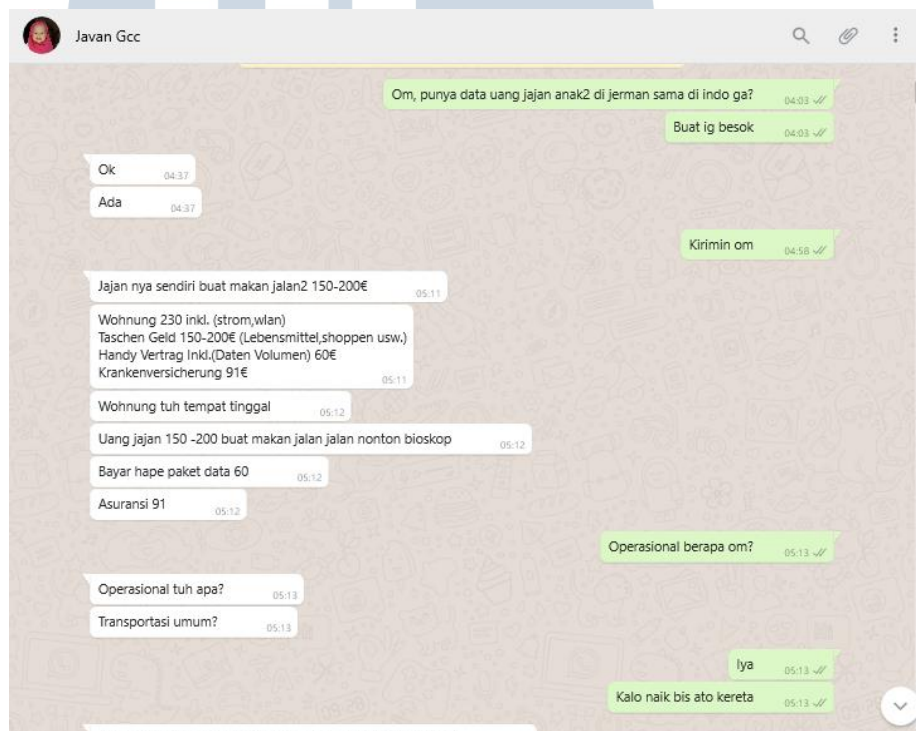 Javan Gcc
Om, punya data uang jajan anak2 di jerman sama di indo ga? 04:03
Buat ig besok 04:03
Ok 04:37
Ada 04:37
Kirimin om 04:58
Jajan nya sendiri buat makan jalan2 150-200€ 05:11
Wohnung 230 inkl. (strom,wlan)
Taschen Geld 150-200€ (Lebensmittel,shoppen usw.)
Handy Vertrag Inkl.(Daten Volumen) 60€
Krankenversicherung 91€ 05:11
Wohnung tuh tempat tinggal 05:12
Uang jajan 150 -200 buat makan jalan jalan nonton bioskop 05:12
Bayar hape paket data 60 05:12
Asuransi 91 05:12
Operasional berapa om? 05:13
Operasional tuh apa? 05:13
Transportasi umum? 05:13
Iya 05:13
Kalo naik bis ato kereta 05:13